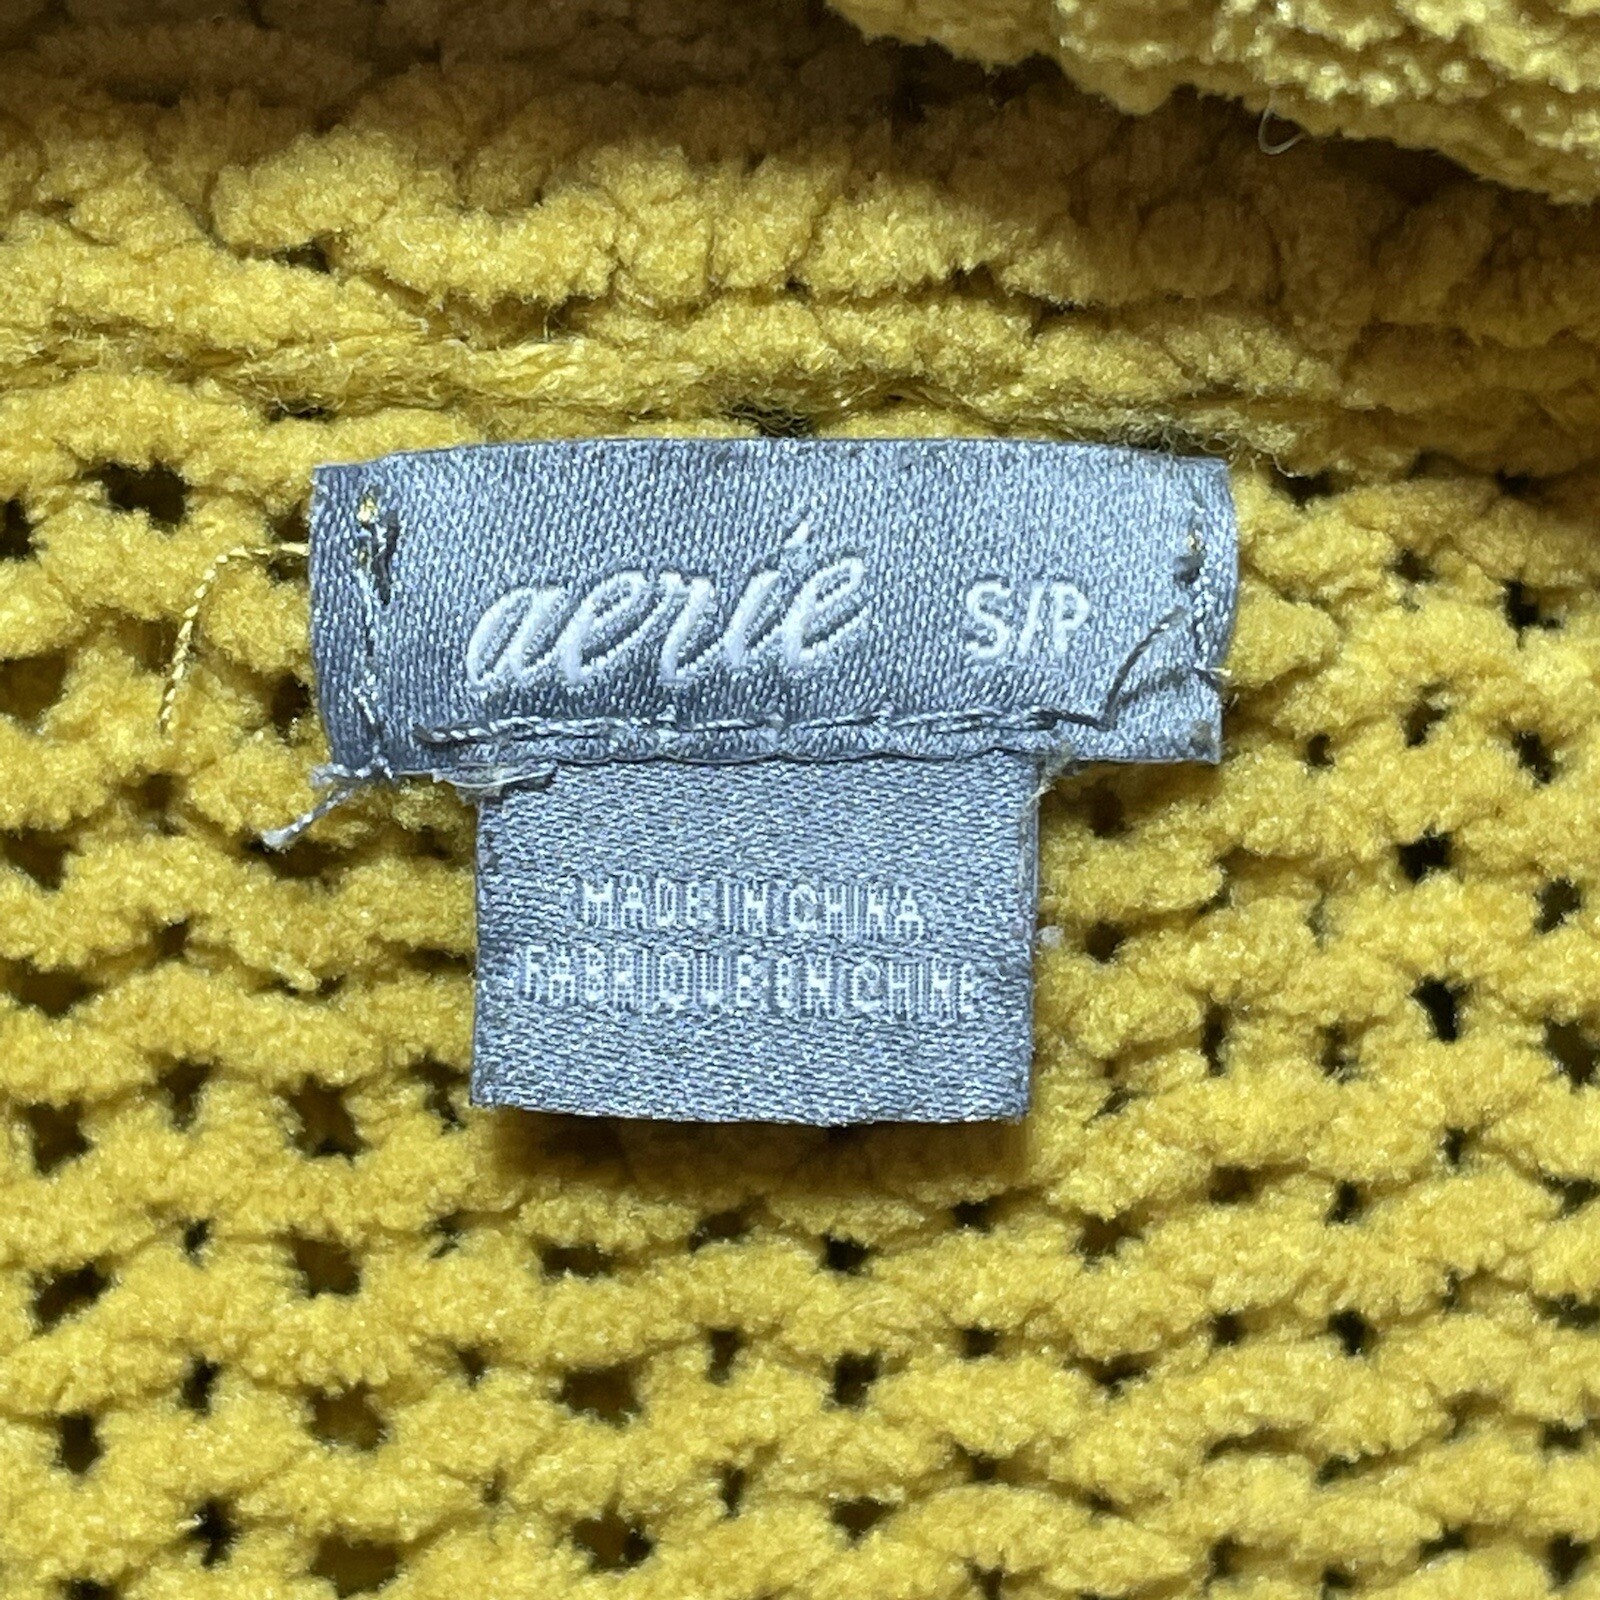 aerie S/P
MADE IN CHINA
FABRIQUE EN CHINE